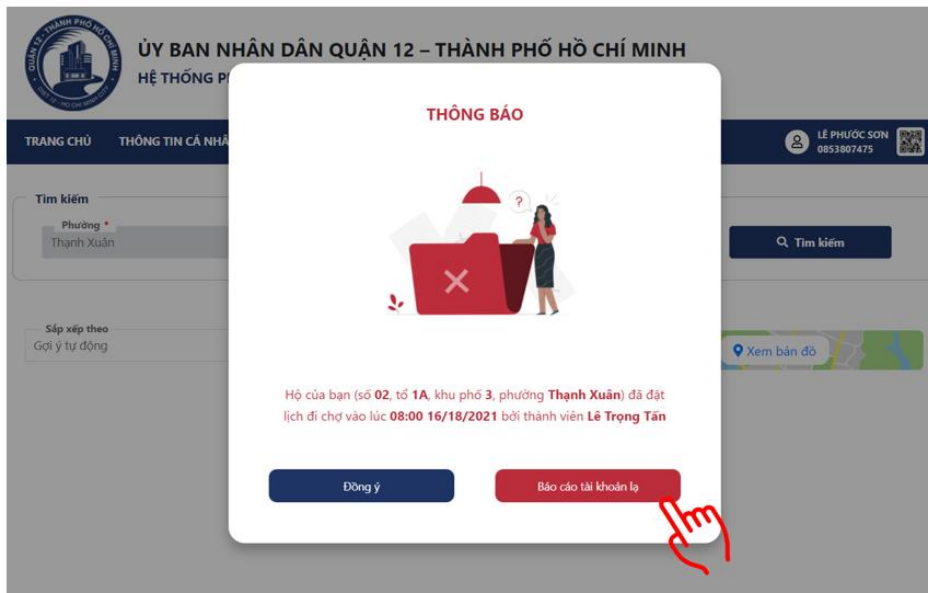 ỦY BAN NHÂN DÂN QUẬN 12 – THÀNH PHỐ HỒ CHÍ MINH
HỆ THỐNG
TRANG CHỦ THÔNG TIN CÁ NHÂ
LÊ PHƯỚC SƠN
0853807475
THÔNG BÁO
?
Tìm kiếm
Phường *
Thạnh Xuân
Tìm kiếm
Sắp xếp theo
Gợi ý tự động
Xem bản đồ
Hộ của bạn (số 02, tổ 1A, khu phố 3, phường Thạnh Xuân) đã đặt
lịch đi chợ vào lúc 08:00 16/18/2021 bởi thành viên Lê Trọng Tấn
Đồng ý
Báo cáo tài khoản lạ